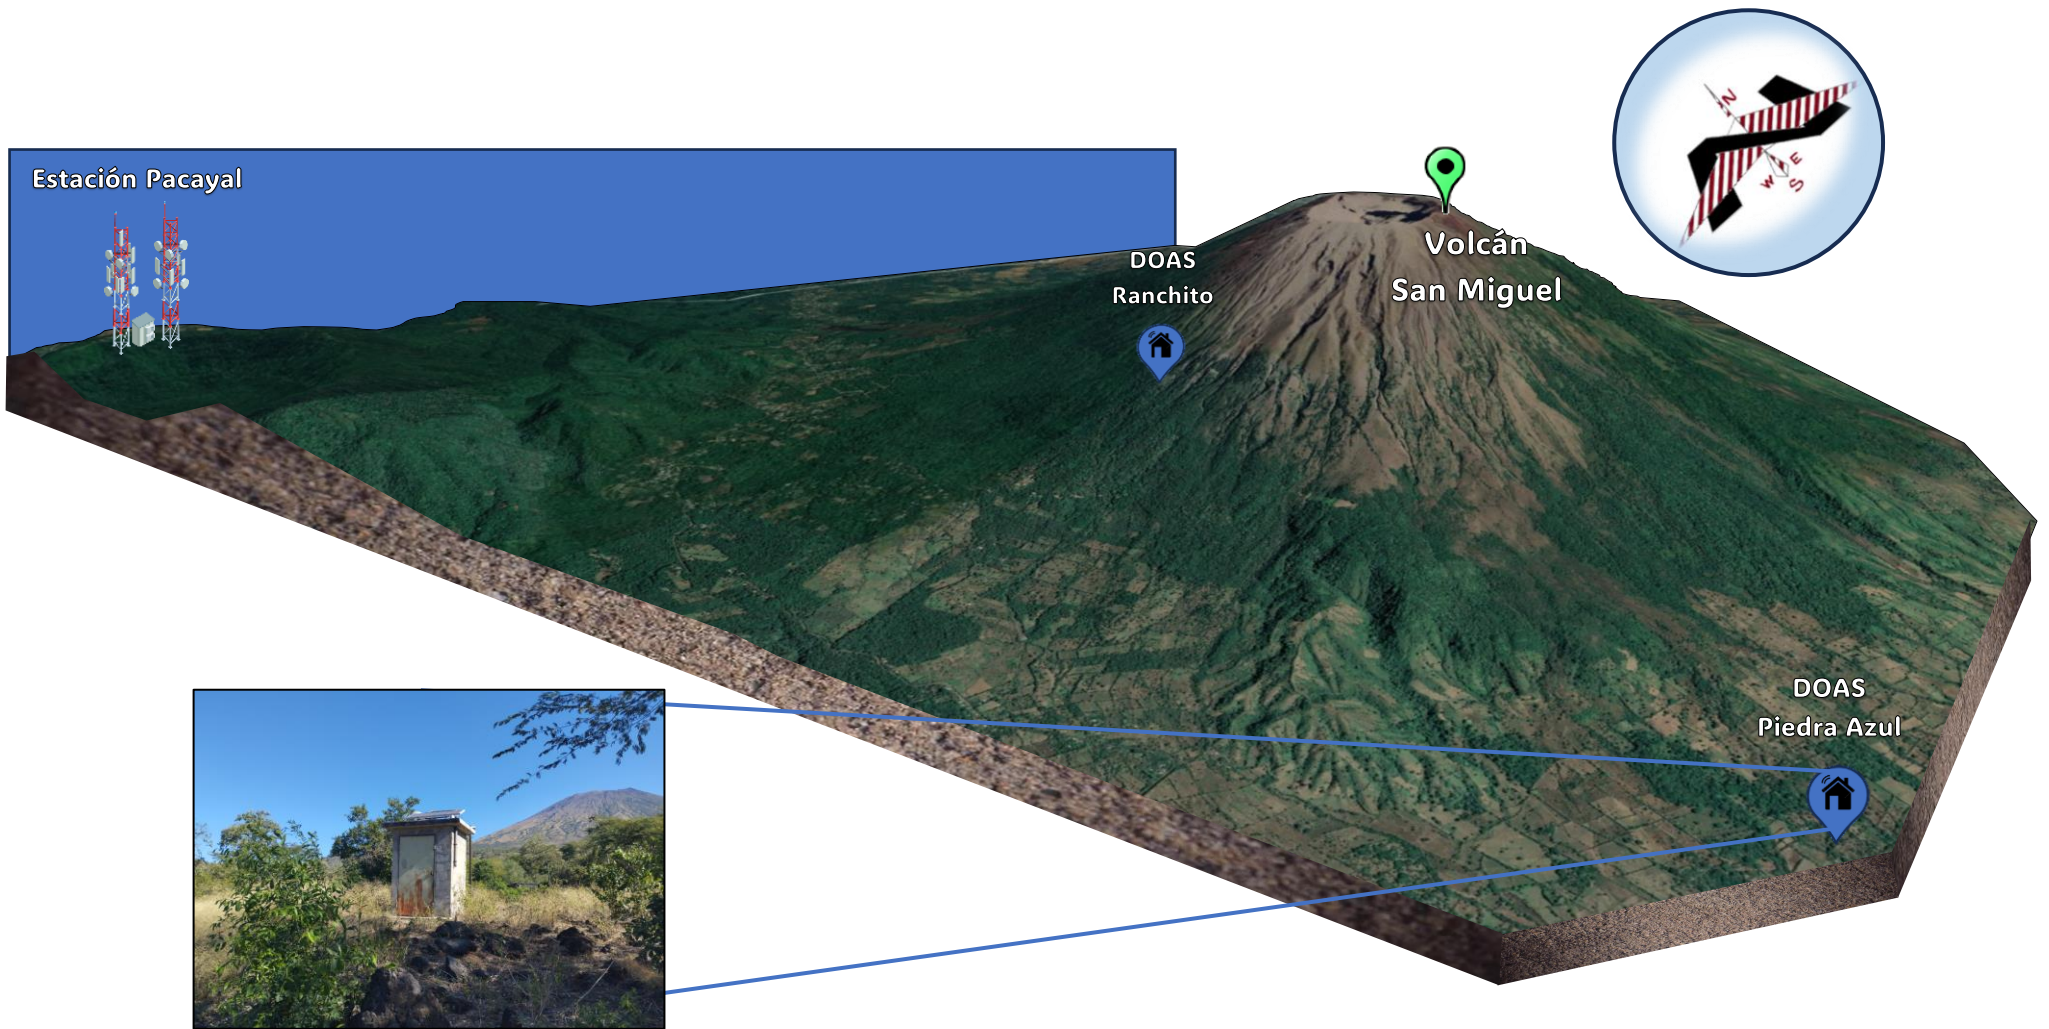 Estación Pacayal
DOAS
Ranchito
Volcán
San Miguel
N
E
W
S
DOAS
Piedra Azul